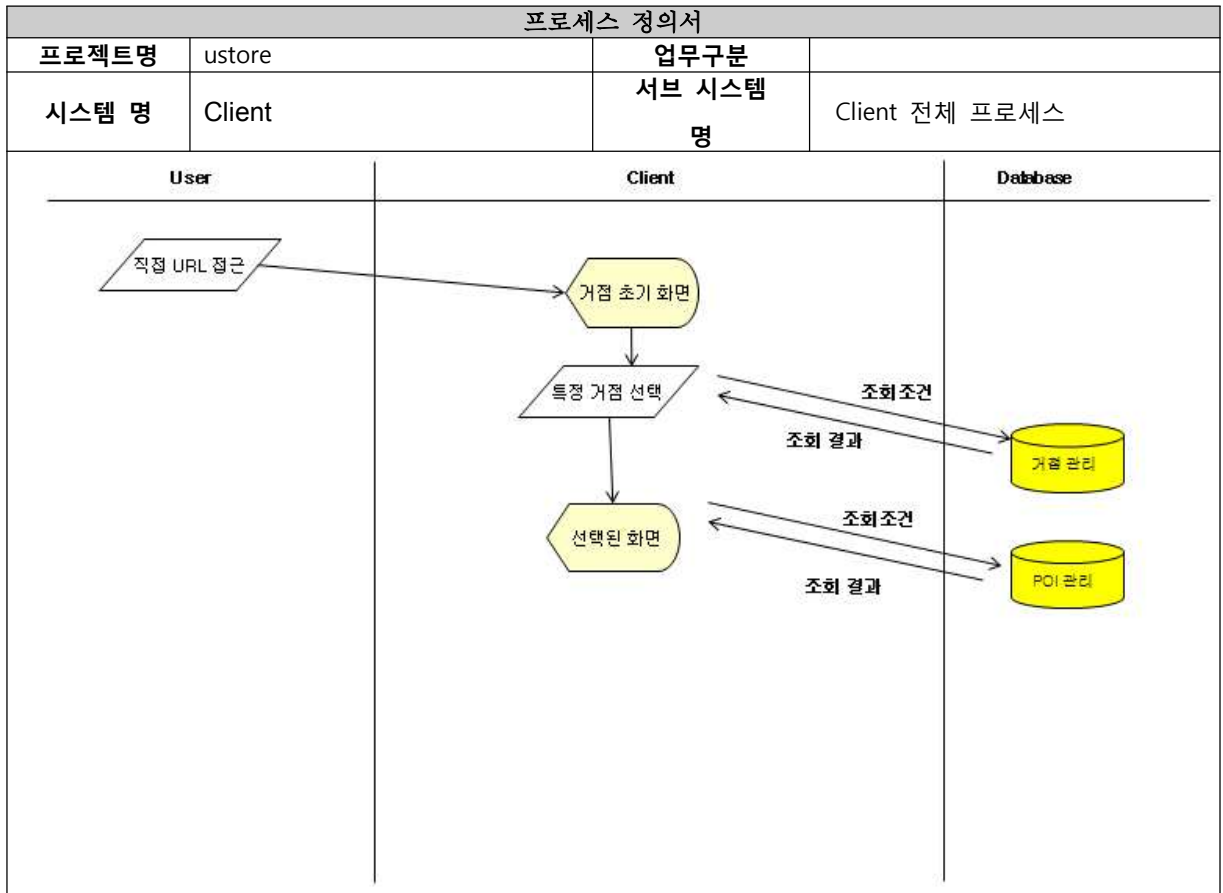 프로세스 정의서
프로젝트명 ustore 업무구분
시스템 명 Client 서브 시스템 명 Client 전체 프로세스
User Client Database
직접 URL 접근
거점 초기 화면
특정 거점 선택
조회조건
조회 결과
거점 관리
선택된 화면
조회조건
조회 결과
POI 관리